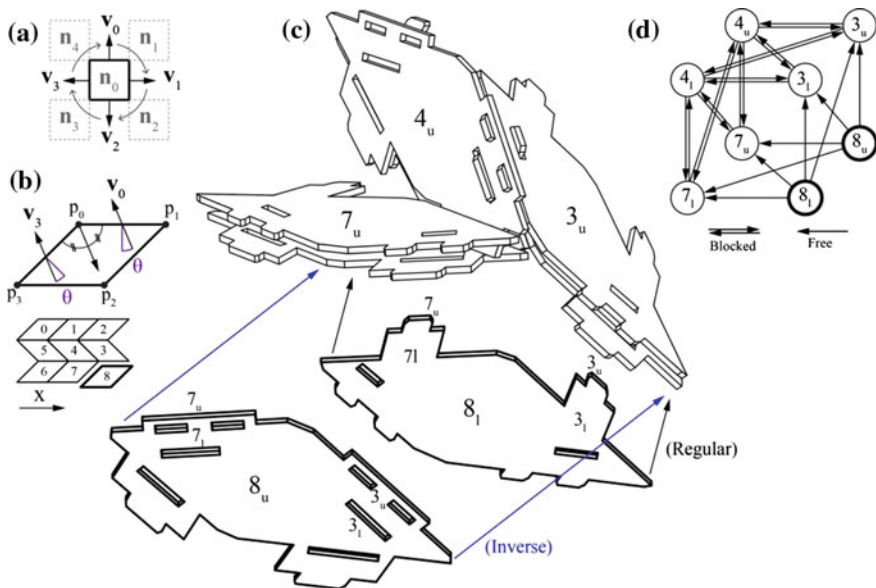 (a)
v₀
n₄ n₁
v₃ n₀ v₁
n₃ n₂
v₂
(b)
v₀
v₃ p₀ p₁
θ
p₃ θ p₂
0 1 2
5 4 3
6 7 8
X
(c)
4ᵤ
7ᵤ
3ᵤ
7ᵤ
7l
8ₗ
3ᵤ
3ₗ
(Regular)
7ᵤ
7ₗ
8ᵤ
3ᵤ
3ₗ
(Inverse)
(d)
4ᵤ 3ᵤ
4ₗ 3ₗ
7ᵤ 8ᵤ
7ₗ 8ₗ
Blocked Free